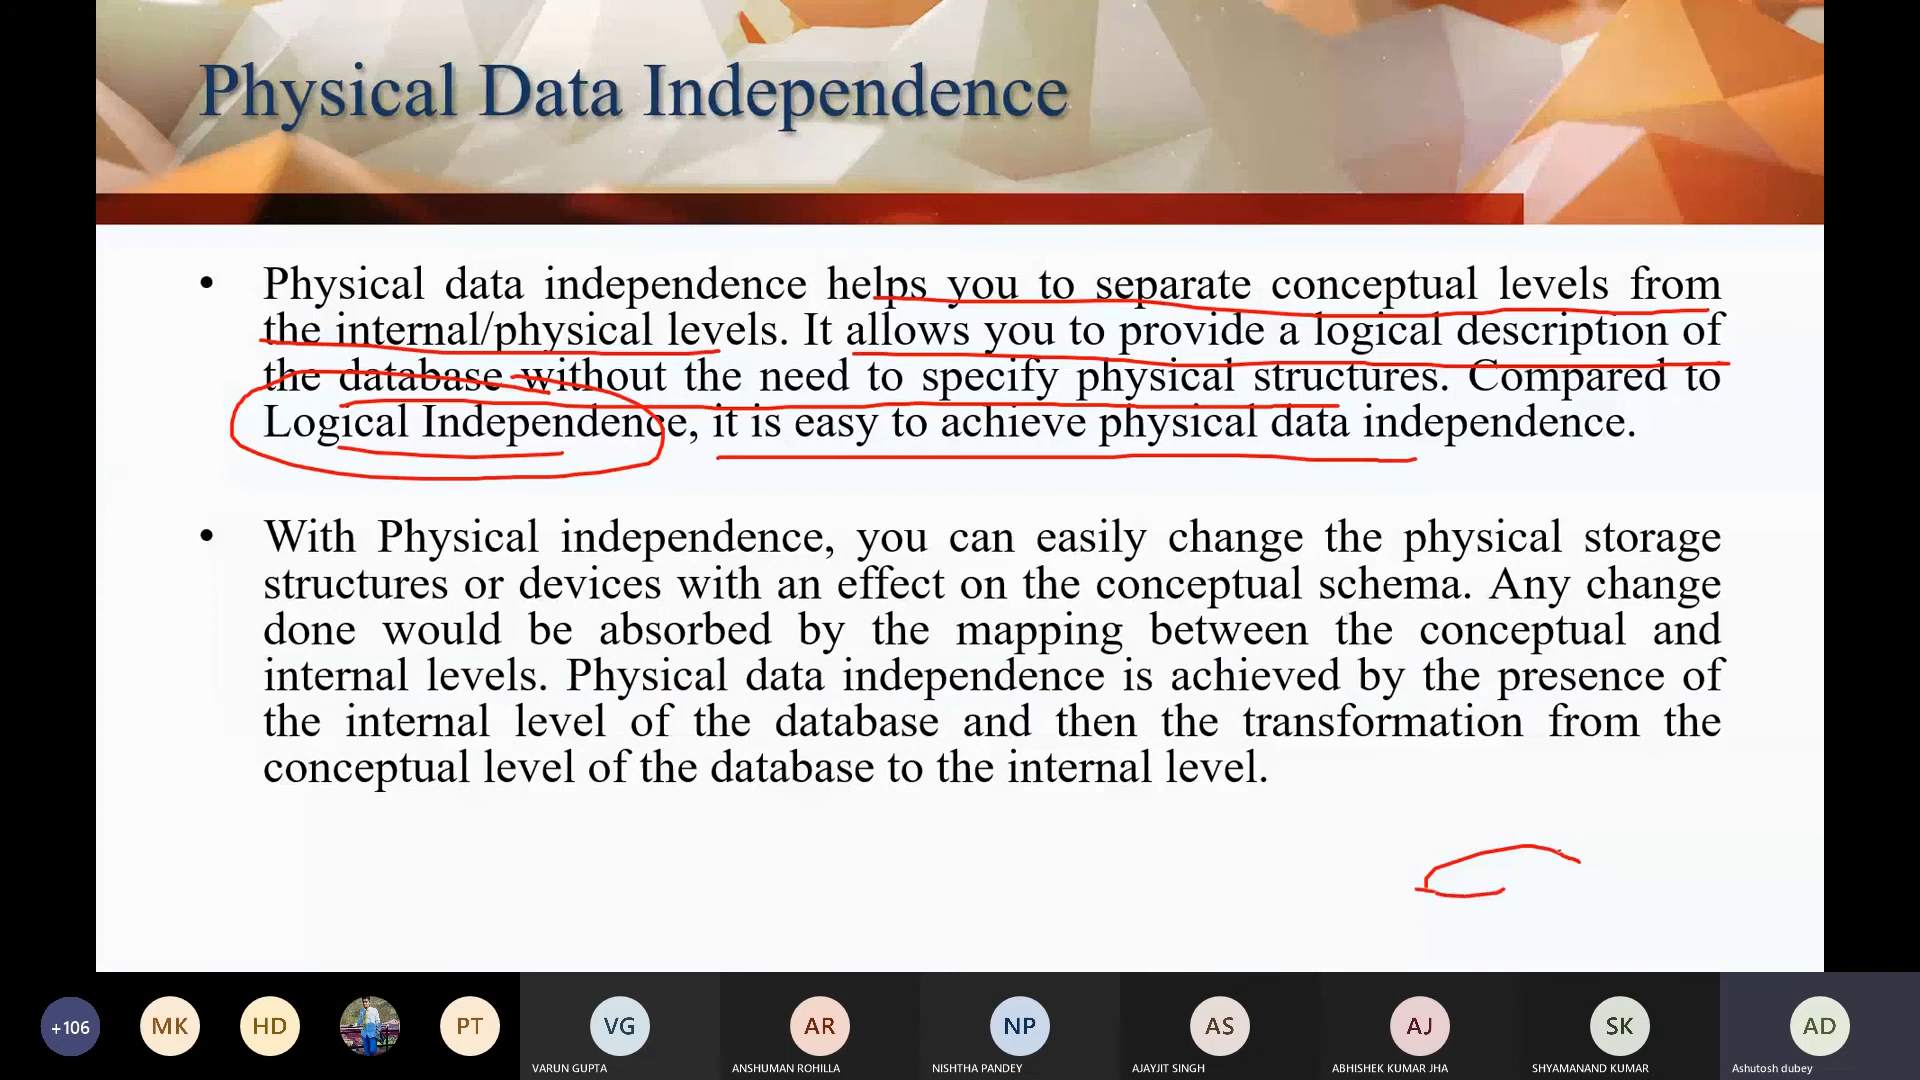 Physical Data Independence
• Physical data independence helps you to separate conceptual levels from
the internal/physical levels. It allows you to provide a logical description of
the database without the need to specify physical structures. Compared to
Logical Independence, it is easy to achieve physical data independence.
• With Physical independence, you can easily change the physical storage
structures or devices with an effect on the conceptual schema. Any change
done would be absorbed by the mapping between the conceptual and
internal levels. Physical data independence is achieved by the presence of
the internal level of the database and then the transformation from the
conceptual level of the database to the internal level.
+106 MK HD PT VG AR NP AS AJ SK AD
VARUN GUPTA ANSHUMAN ROHILLA NISHTHA PANDEY AJAYJIT SINGH ABHISHEK KUMAR JHA SHYAMANAND KUMAR Ashutosh dubey